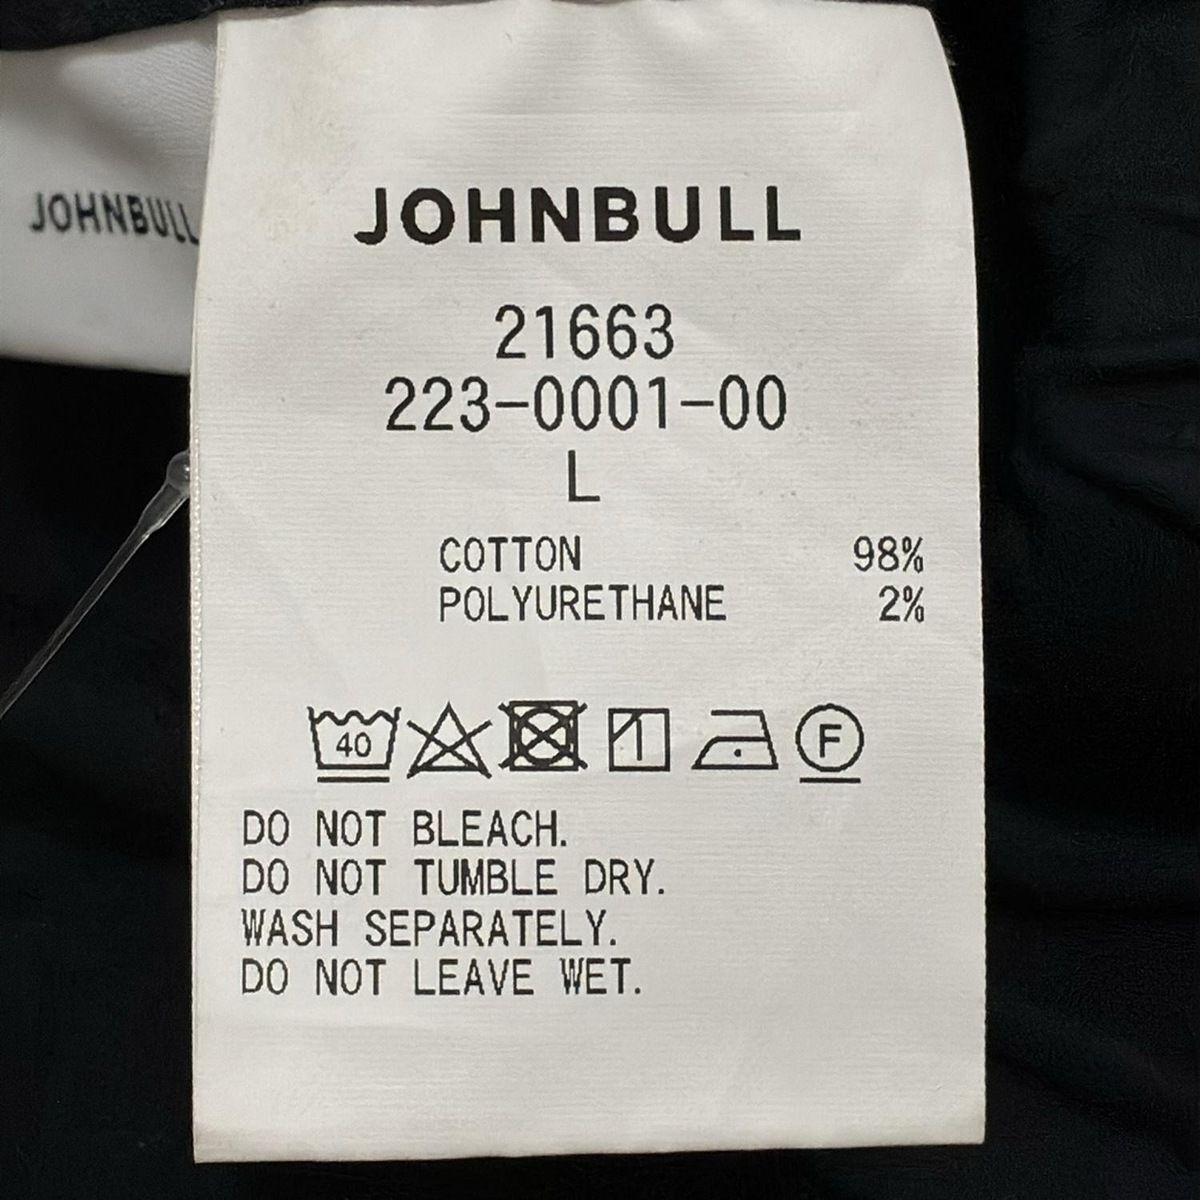 JOHNBULL
JOHNBULL
21663
223-0001-00
L
COTTON 98%
POLYURETHANE 2%
40
F
DO NOT BLEACH.
DO NOT TUMBLE DRY.
WASH SEPARATELY.
DO NOT LEAVE WET.